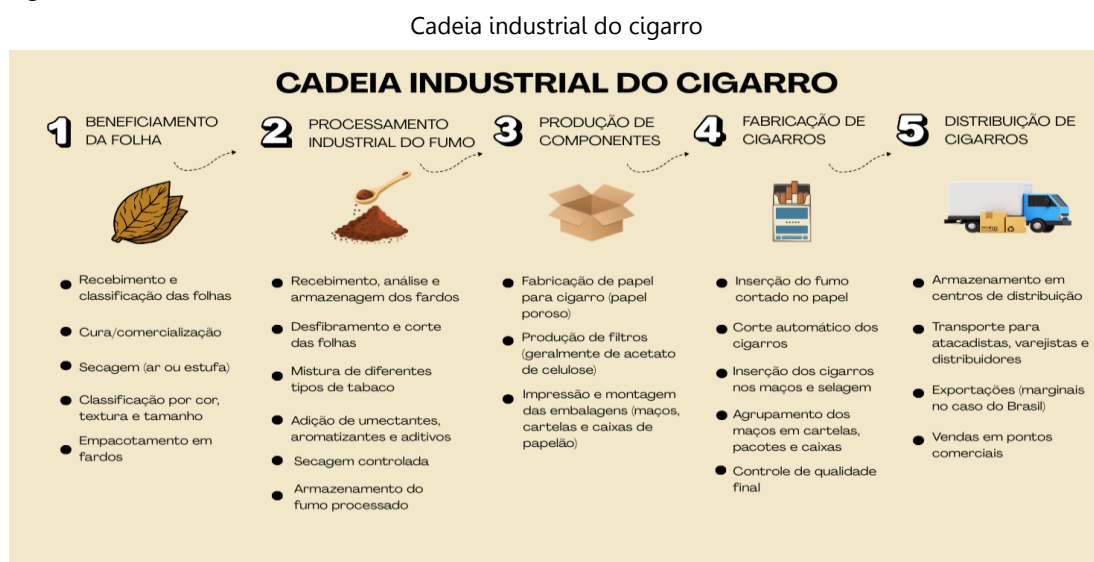 Cadeia industrial do cigarro
CADEIA INDUSTRIAL DO CIGARRO
1
BENEFICIAMENTO
DA FOLHA
Recebimento e
classificação das folhas
Cura/comercialização
Secagem (ar ou estufa)
Classificação por cor,
textura e tamanho
Empacotamento em
fardos
2
PROCESSAMENTO
INDUSTRIAL DO FUMO
Recebimento, análise e
armazenagem dos fardos
Desfibramento e corte
das folhas
Mistura de diferentes
tipos de tabaco
Adição de umectantes,
aromatizantes e aditivos
Secagem controlada
Armazenamento do
fumo processado
3
PRODUÇÃO DE
COMPONENTES
Fabricação de papel
para cigarro (papel
poroso)
Produção de filtros
(geralmente de acetato
de celulose)
Impressão e montagem
das embalagens (maços,
cartelas e caixas de
papelão)
4
FABRICAÇÃO DE
CIGARROS
Inserção do fumo
cortado no papel
Corte automático dos
cigarros
Inserção dos cigarros
nos maços e selagem
Agrupamento dos
maços em cartelas,
pacotes e caixas
Controle de qualidade
final
5
DISTRIBUIÇÃO DE
CIGARROS
Armazenamento em
centros de distribuição
Transporte para
atacadistas, varejistas e
distribuidores
Exportações (marginais
no caso do Brasil)
Vendas em pontos
comerciais